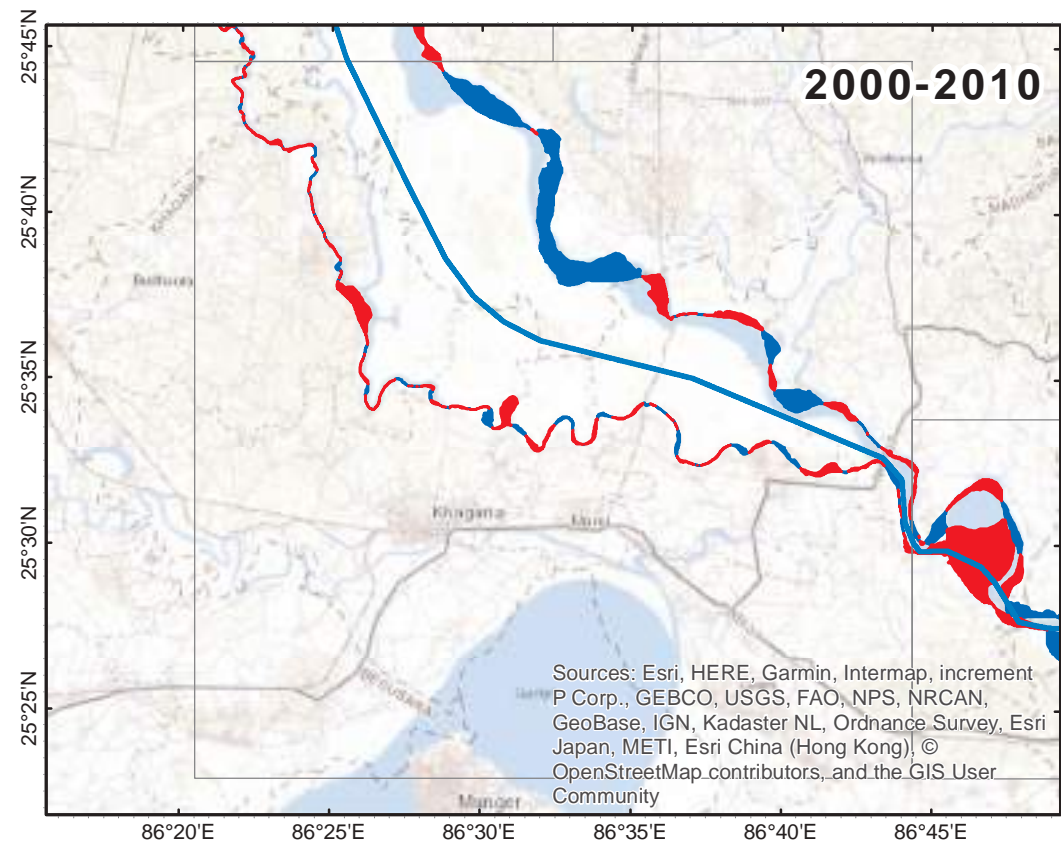 2000-2010
25°45'N
25°40'N
25°35'N
25°30'N
25°25'N
Khagaria
Munger
Sources: Esri, HERE, Garmin, Intermap, increment
P Corp., GEBCO, USGS, FAO, NPS, NRCAN,
GeoBase, IGN, Kadaster NL, Ordnance Survey, Esri
Japan, METI, Esri China (Hong Kong), ©
OpenStreetMap contributors, and the GIS User
Community
86°20'E 86°25'E 86°30'E 86°35'E 86°40'E 86°45'E